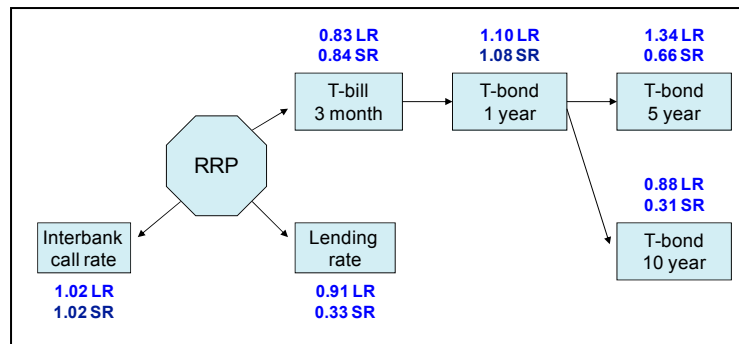 0.83 LR
0.84 SR
1.10 LR
1.08 SR
1.34 LR
0.66 SR
T-bill
3 month
T-bond
1 year
T-bond
5 year
RRP
0.88 LR
0.31 SR
Interbank
call rate
Lending
rate
T-bond
10 year
1.02 LR
1.02 SR
0.91 LR
0.33 SR